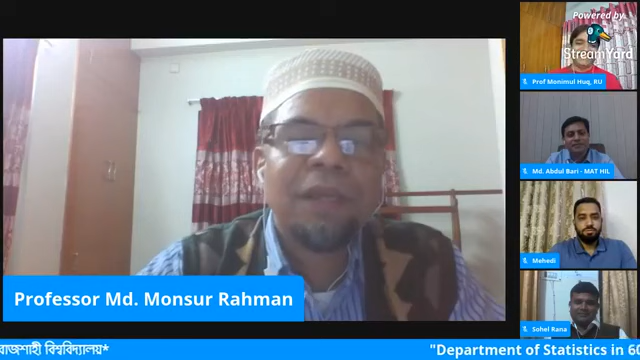 Powered by
StreamYard
Prof Monimul Huq, RU
Md. Abdul Bari - MAT HIL
Mehedi
Sohel Rana
Professor Md. Monsur Rahman
রাজশাহী বিশ্ববিদ্যালয়* "Department of Statistics in 60